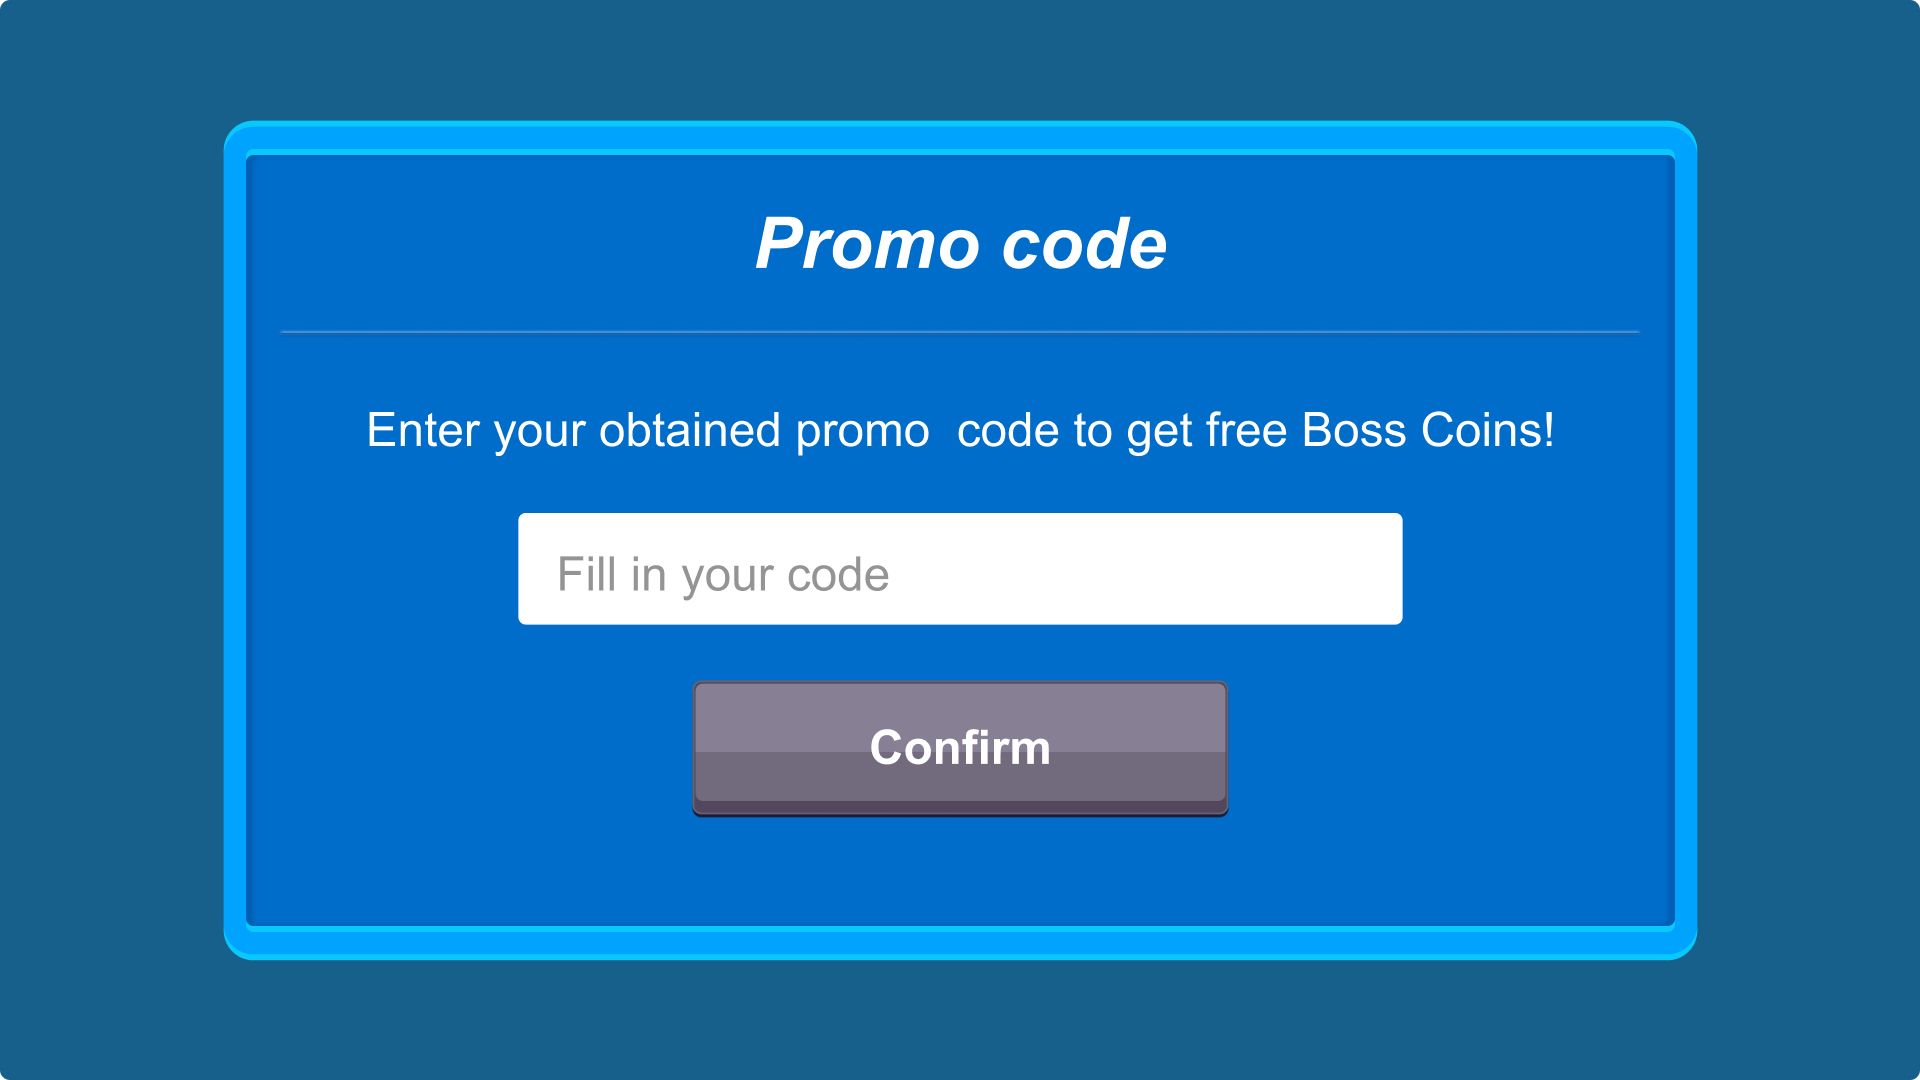 Promo code
Enter your obtained promo  code to get free Boss Coins!
Fill in your code
Confirm